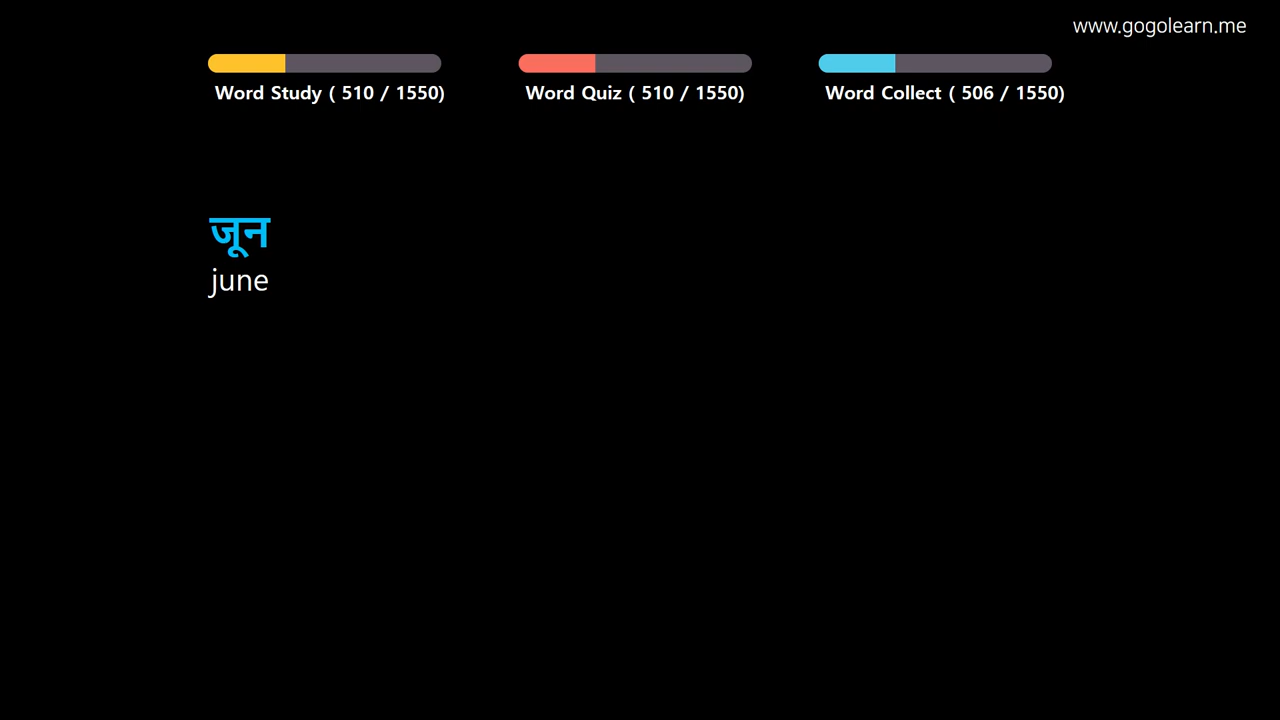 www.gogolearn.me
Word Study ( 510 / 1550)
Word Quiz ( 510 / 1550)
Word Collect ( 506 / 1550)
जून
june